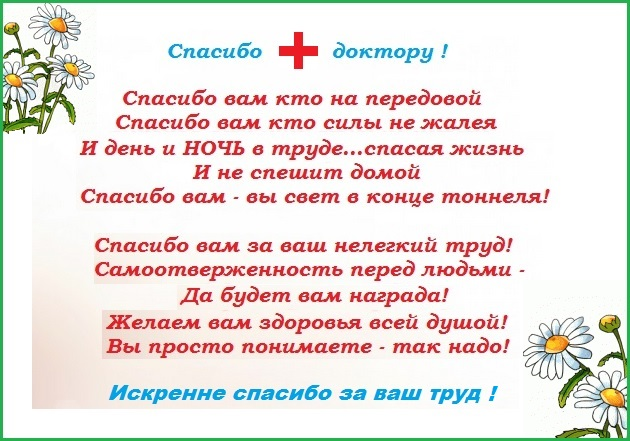 Спасибо доктору !
Спасибо вам кто на передовой
Спасибо вам кто силы не жалея
И день и НОЧЬ в труде...спасая жизнь
И не спешит домой
Спасибо вам - вы свет в конце тоннеля!
Спасибо вам за ваш нелегкий труд!
Самоотверженность перед людьми -
Да будет вам награда!
Желаем вам здоровья всей душой!
Вы просто понимаете - так надо!
Искренне спасибо за ваш труд !